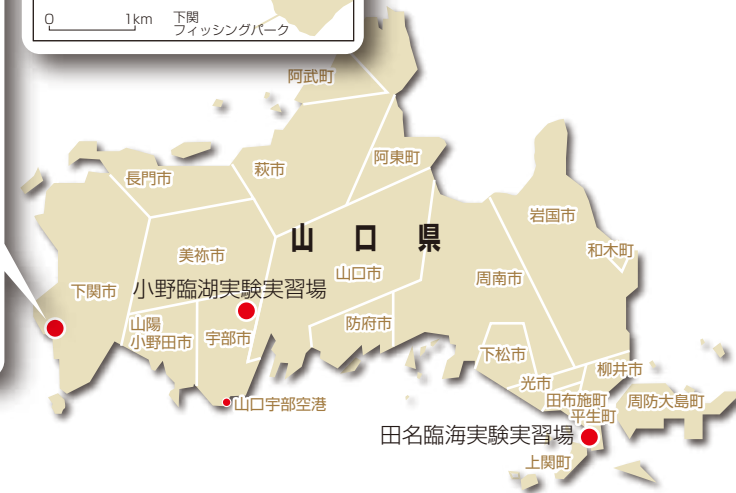 0 1km
下関
フィッシングパーク
阿武町
萩市
阿東町
長門市
岩国市
山口県
和木町
美祢市
山口市
周南市
下関市
小野臨湖実験実習場
山陽
小野田市
宇部市
防府市
下松市
柳井市
光市
田布施町
周防大島町
山口宇部空港
平生町
田名臨海実験実習場
上関町